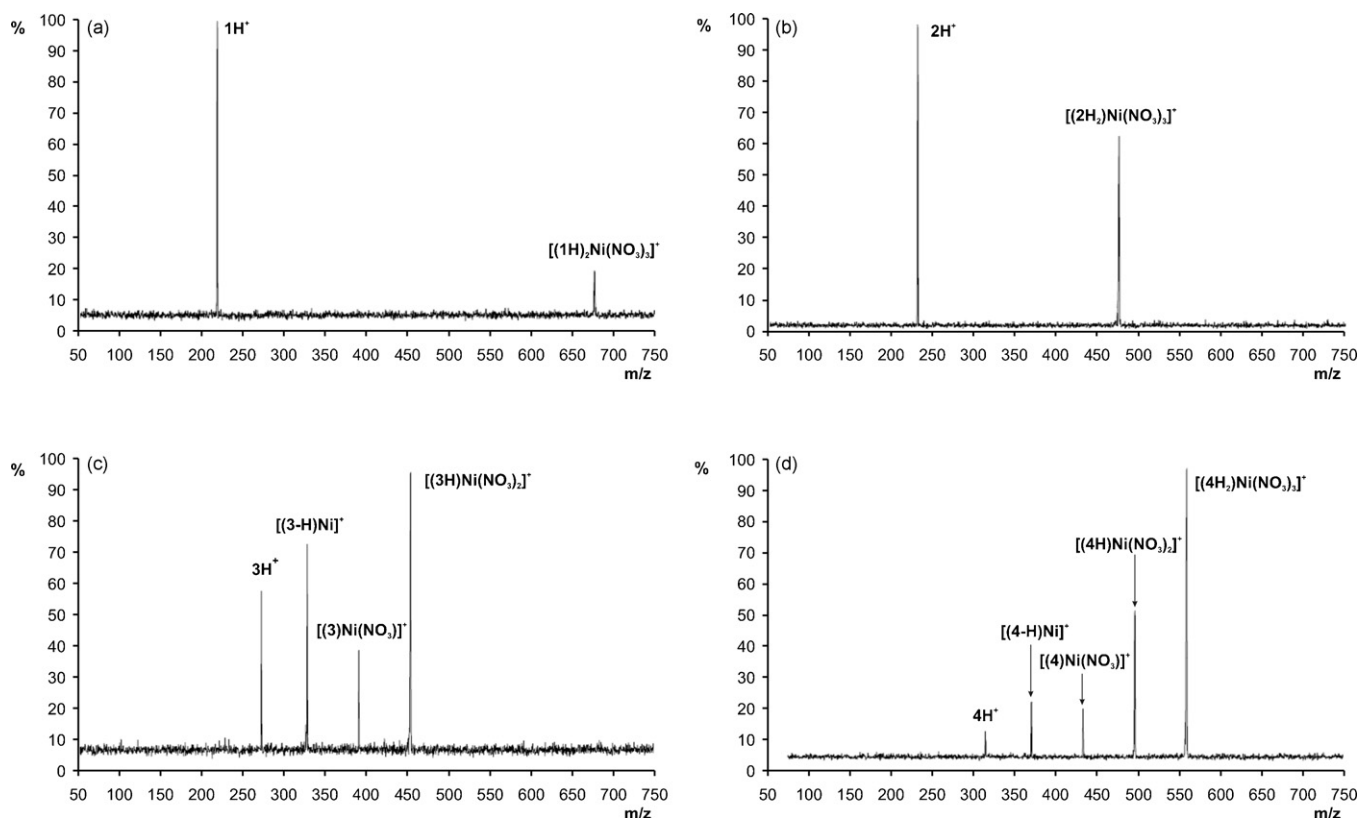 %
(a)
1H⁺
[(1H)₂Ni(NO₃)₃]⁺
100
90
80
70
60
50
40
30
20
10
0
50 100 150 200 250 300 350 400 450 500 550 600 650 700 750
m/z
%
(b)
2H⁺
[(2H₂)Ni(NO₃)₃]⁺
100
90
80
70
60
50
40
30
20
10
0
50 100 150 200 250 300 350 400 450 500 550 600 650 700 750
m/z
%
(c)
[(3H)Ni(NO₃)₂]⁺
[(3-H)Ni]⁺
3H⁺
[(3)Ni(NO₃)]⁺
100
90
80
70
60
50
40
30
20
10
0
50 100 150 200 250 300 350 400 450 500 550 600 650 700 750
m/z
%
(d)
[(4H₂)Ni(NO₃)₃]⁺
[(4H)Ni(NO₃)₂]⁺
[(4-H)Ni]⁺
[(4)Ni(NO₃)]⁺
4H⁺
100
90
80
70
60
50
40
30
20
10
0
50 100 150 200 250 300 350 400 450 500 550 600 650 700 750
m/z